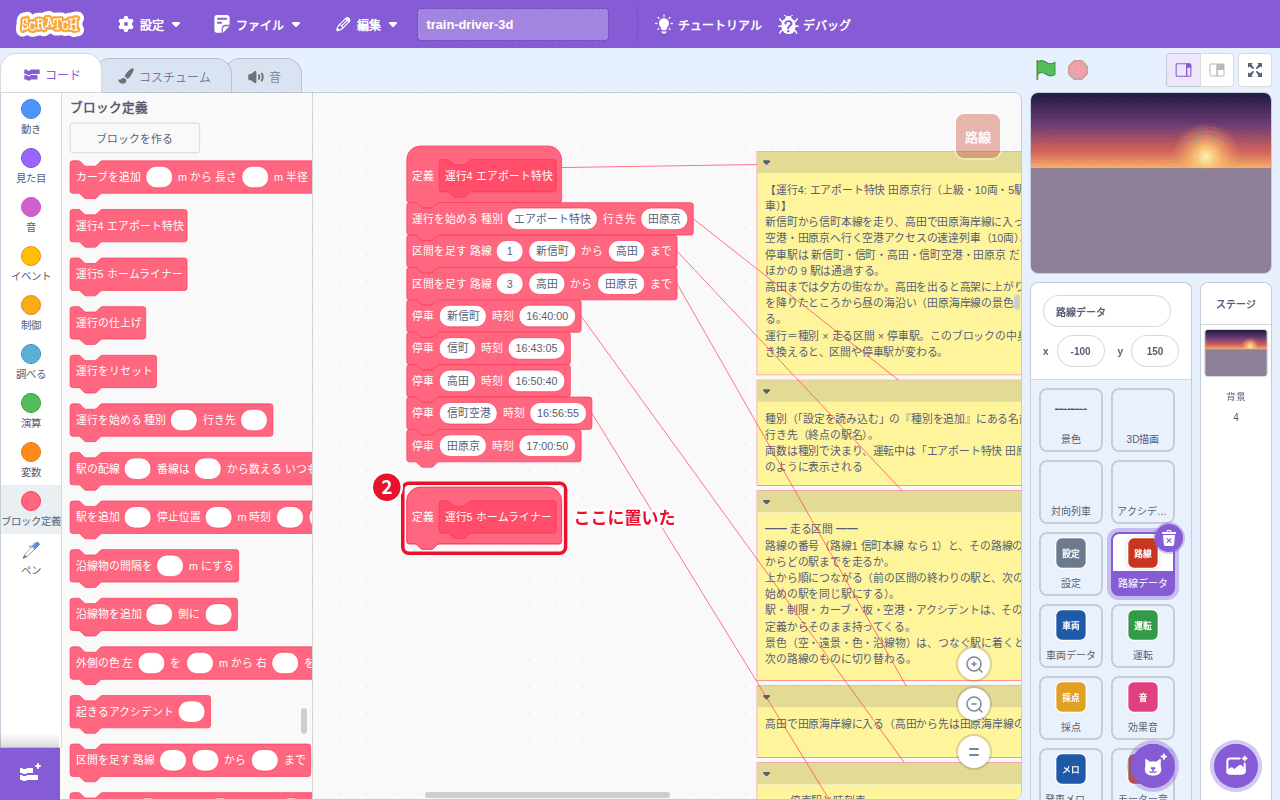 SCRATCH
設定
ファイル
編集
train-driver-3d
チュートリアル
デバッグ
コード
コスチューム
音
動き
見た目
音
イベント
制御
調べる
演算
変数
ブロック定義
ペン
ブロック定義
ブロックを作る
カーブを追加 m から 長さ m 半径
運行4 エアポート特快
運行5 ホームライナー
運行の仕上げ
運行をリセット
運行を始める 種別 行き先
駅の配線 番線は から数える いつも
駅を追加 停止位置 m 時刻
沿線物の間隔を m にする
沿線物を追加 側に
外側の色 左 を m から 右 を
起きるアクシデント
区間を足す 路線 から まで
定義 運行4 エアポート特快
運行を始める 種別 エアポート特快 行き先 田原京
区間を足す 路線 1 新信町 から 高田 まで
区間を足す 路線 3 高田 から 田原京 まで
停車 新信町 時刻 16:40:00
停車 信町 時刻 16:43:05
停車 高田 時刻 16:50:40
停車 信町空港 時刻 16:56:55
停車 田原京 時刻 17:00:50
2
定義 運行5 ホームライナー
ここに置いた
路線
【運行4: エアポート特快 田原京行（上級・10両・5駅
車）】
新信町から信町本線を走り、高田で田原海岸線に入っ
空港・田原京へ行く空港アクセスの速達列車（10両）。
停車駅は 新信町・信町・高田・信町空港・田原京 だ
ほかの 9 駅は通過する。
高田までは夕方の街なか。高田を出ると高架に上がり
を降りたところから昼の海沿い（田原海岸線の景色
る。
運行＝種別 × 走る区間 × 停車駅。このブロックの中身
き換えると、区間や停車駅が変わる。
種別（「設定を読み込む」の『種別を追加』にある名前
行き先（終点の駅名）。
両数は種別で決まり、運転中は「エアポート特快 田原
のように表示される
━━ 走る区間 ━━
路線の番号（路線1 信町本線 なら 1）と、その路線の
からどの駅までを走るか。
上から順につながる（前の区間の終わりの駅と、次の
始めの駅を同じ駅にする）。
駅・制限・カーブ・坂・空港・アクシデントは、その
定義からそのまま持ってくる。
景色（空・遠景・色・沿線物）は、つなぐ駅に着くと
次の路線のものに切り替わる。
高田で田原海岸線に入る（高田から先は田原海岸線の
路線データ
x -100 y 150
景色
3D描画
対向列車
アクシデ...
設定
設定
路線
路線データ
車両
車両データ
運転
運転
採点
採点
音
効果音
メロ
発車メロ...
モーター音
ステージ
背景
4